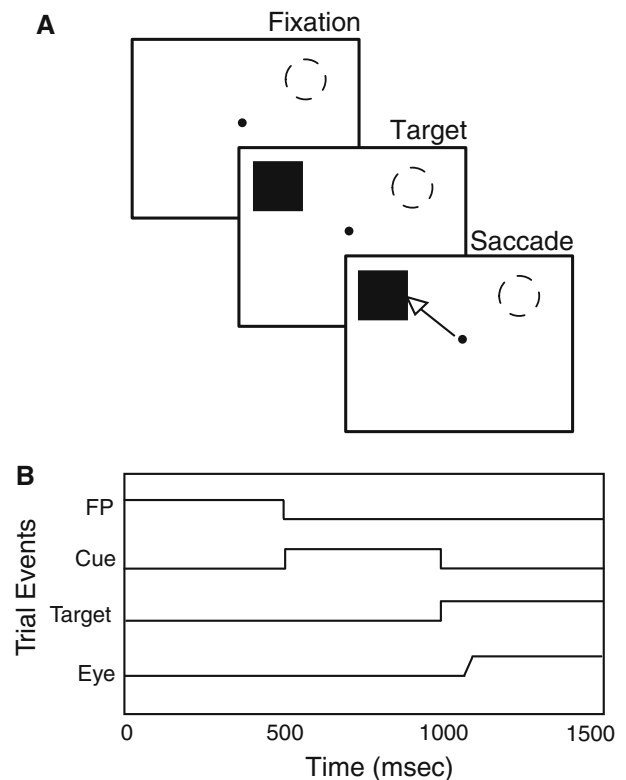 A
Fixation
Target
Saccade
B
Trial Events
FP
Cue
Target
Eye
0 500 1000 1500
Time (msec)